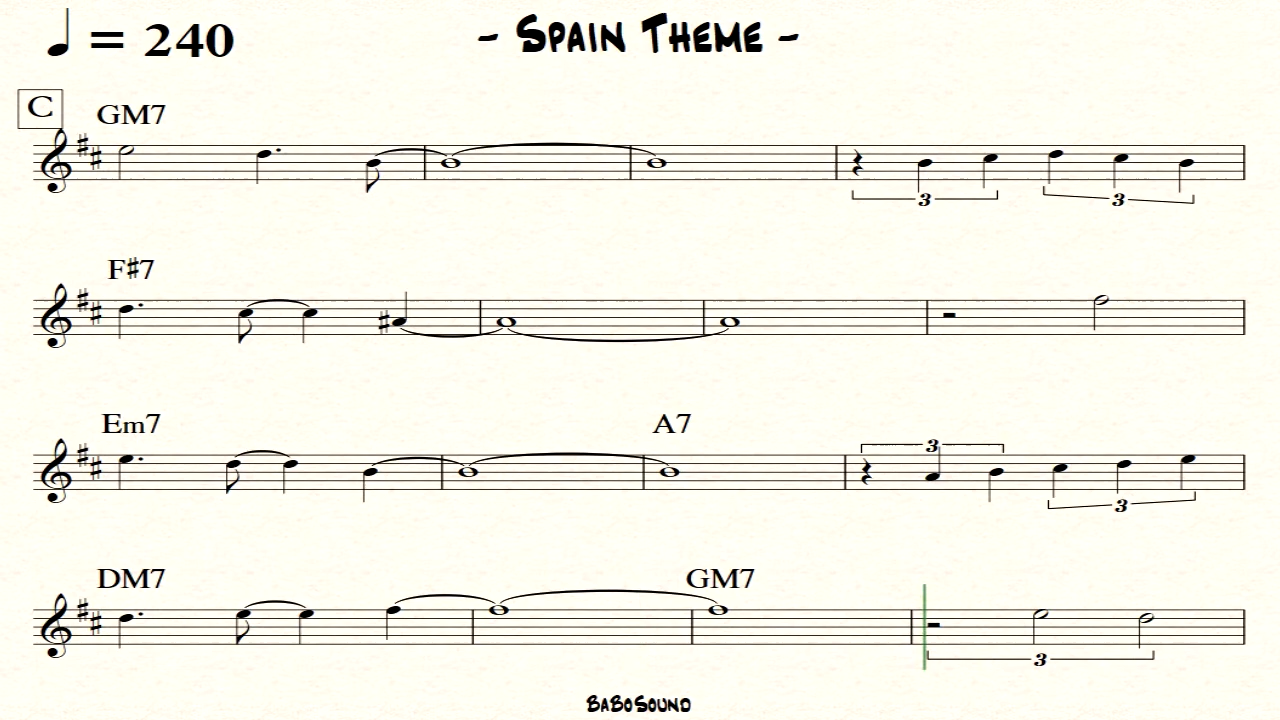 ♩ = 240
- SPAIN THEME -
C GM7
3 3
F♯7
Em7 A7
3
3
DM7 GM7
3
BABOSOUND